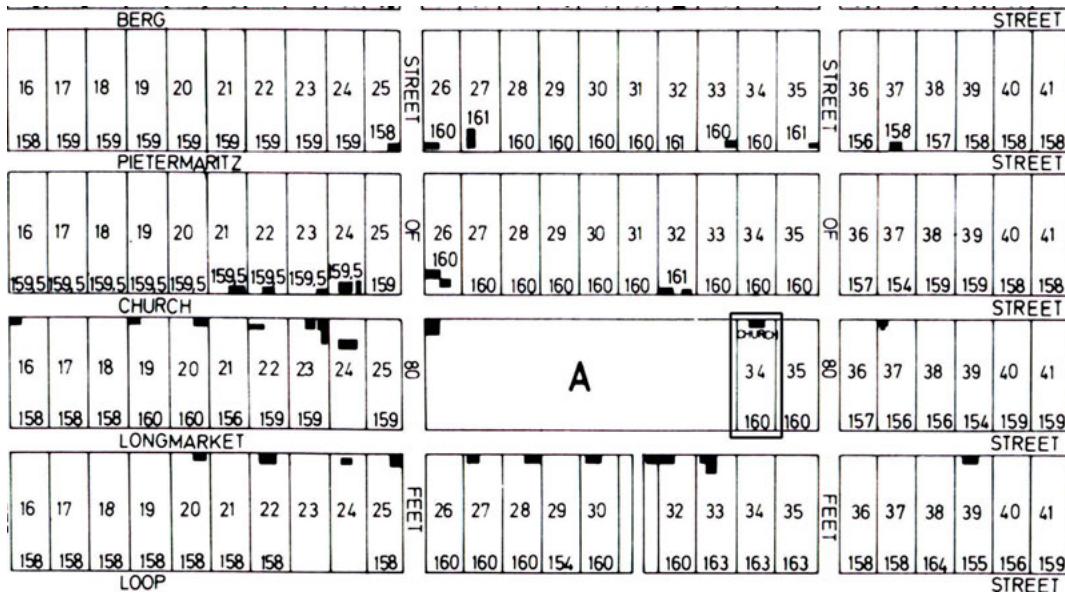 BERG STREET
16 17 18 19 20 21 22 23 24 25 STREET 26 27 28 29 30 31 32 33 34 35 STREET 36 37 38 39 40 41
158 159 159 159 159 159 159 159 159 158 160 161 160 160 160 160 161 160 160 161 156 158 157 158 158 158
PIETERMARITZ STREET
16 17 18 19 20 21 22 23 24 25 OF 26 27 28 29 30 31 32 33 34 35 OF 36 37 38 39 40 41
159,5 159,5 159,5 159,5 159,5 159,5 159,5 159,5 159,5 159 160 160 160 160 160 160 161 160 160 160 157 154 159 159 158 158
CHURCH STREET
CHURCH
16 17 18 19 20 21 22 23 24 25 80 A 34 35 80 36 37 38 39 40 41
158 158 158 160 160 156 159 159 159 160 160 157 156 156 154 159 159
LONGMARKET STREET
16 17 18 19 20 21 22 23 24 25 FEET 26 27 28 29 30 32 33 34 35 FEET 36 37 38 39 40 41
158 158 158 158 158 158 158 158 160 160 160 154 160 160 163 163 163 158 158 164 155 156 159
LOOP STREET